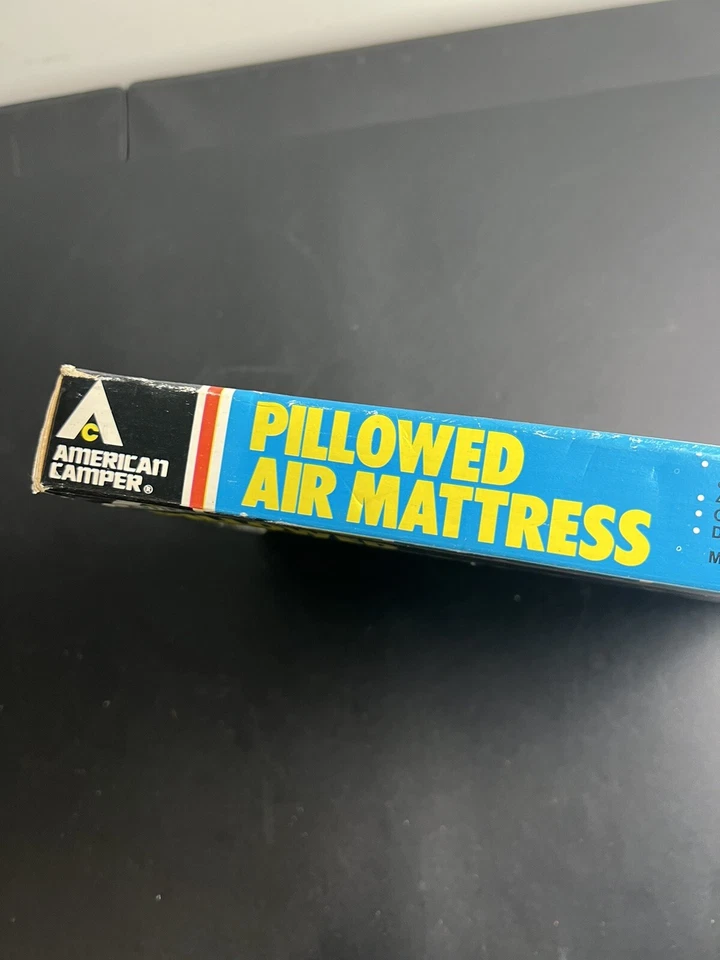 C
AMERICAN
CAMPER®
PILLOWED
AIR MATTRESS